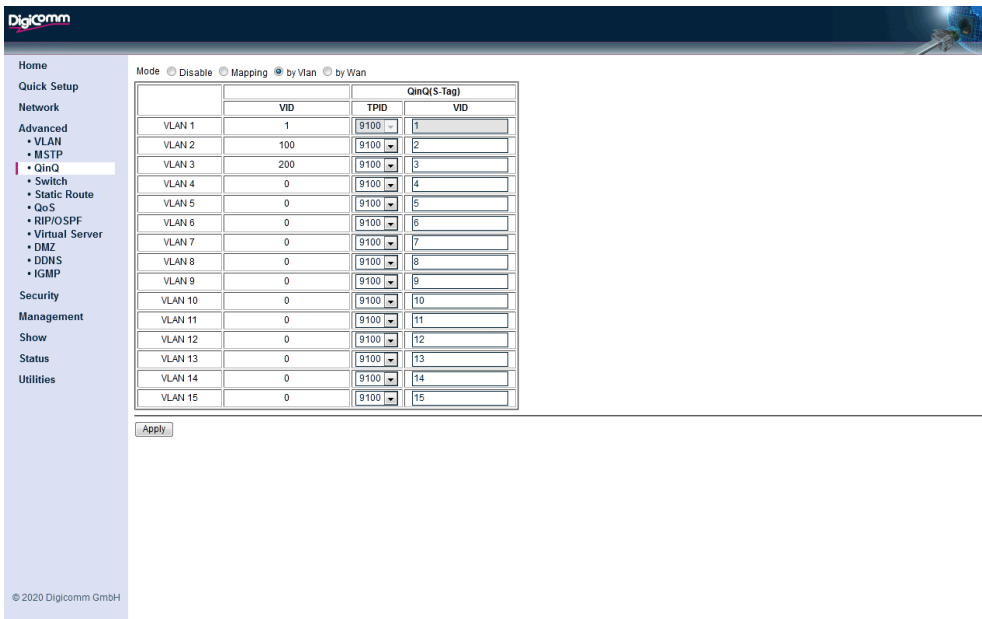 Digicomm
Home
Quick Setup
Network
Advanced
• VLAN
• MSTP
• QinQ
• Switch
• Static Route
• QoS
• RIP/OSPF
• Virtual Server
• DMZ
• DDNS
• IGMP
Security
Management
Show
Status
Utilities
© 2020 Digicomm GmbH
Mode Disable Mapping by Vlan by Wan
QinQ(S-Tag)
VID TPID VID
VLAN 1 1 9100 1
VLAN 2 100 9100 2
VLAN 3 200 9100 3
VLAN 4 0 9100 4
VLAN 5 0 9100 5
VLAN 6 0 9100 6
VLAN 7 0 9100 7
VLAN 8 0 9100 8
VLAN 9 0 9100 9
VLAN 10 0 9100 10
VLAN 11 0 9100 11
VLAN 12 0 9100 12
VLAN 13 0 9100 13
VLAN 14 0 9100 14
VLAN 15 0 9100 15
Apply